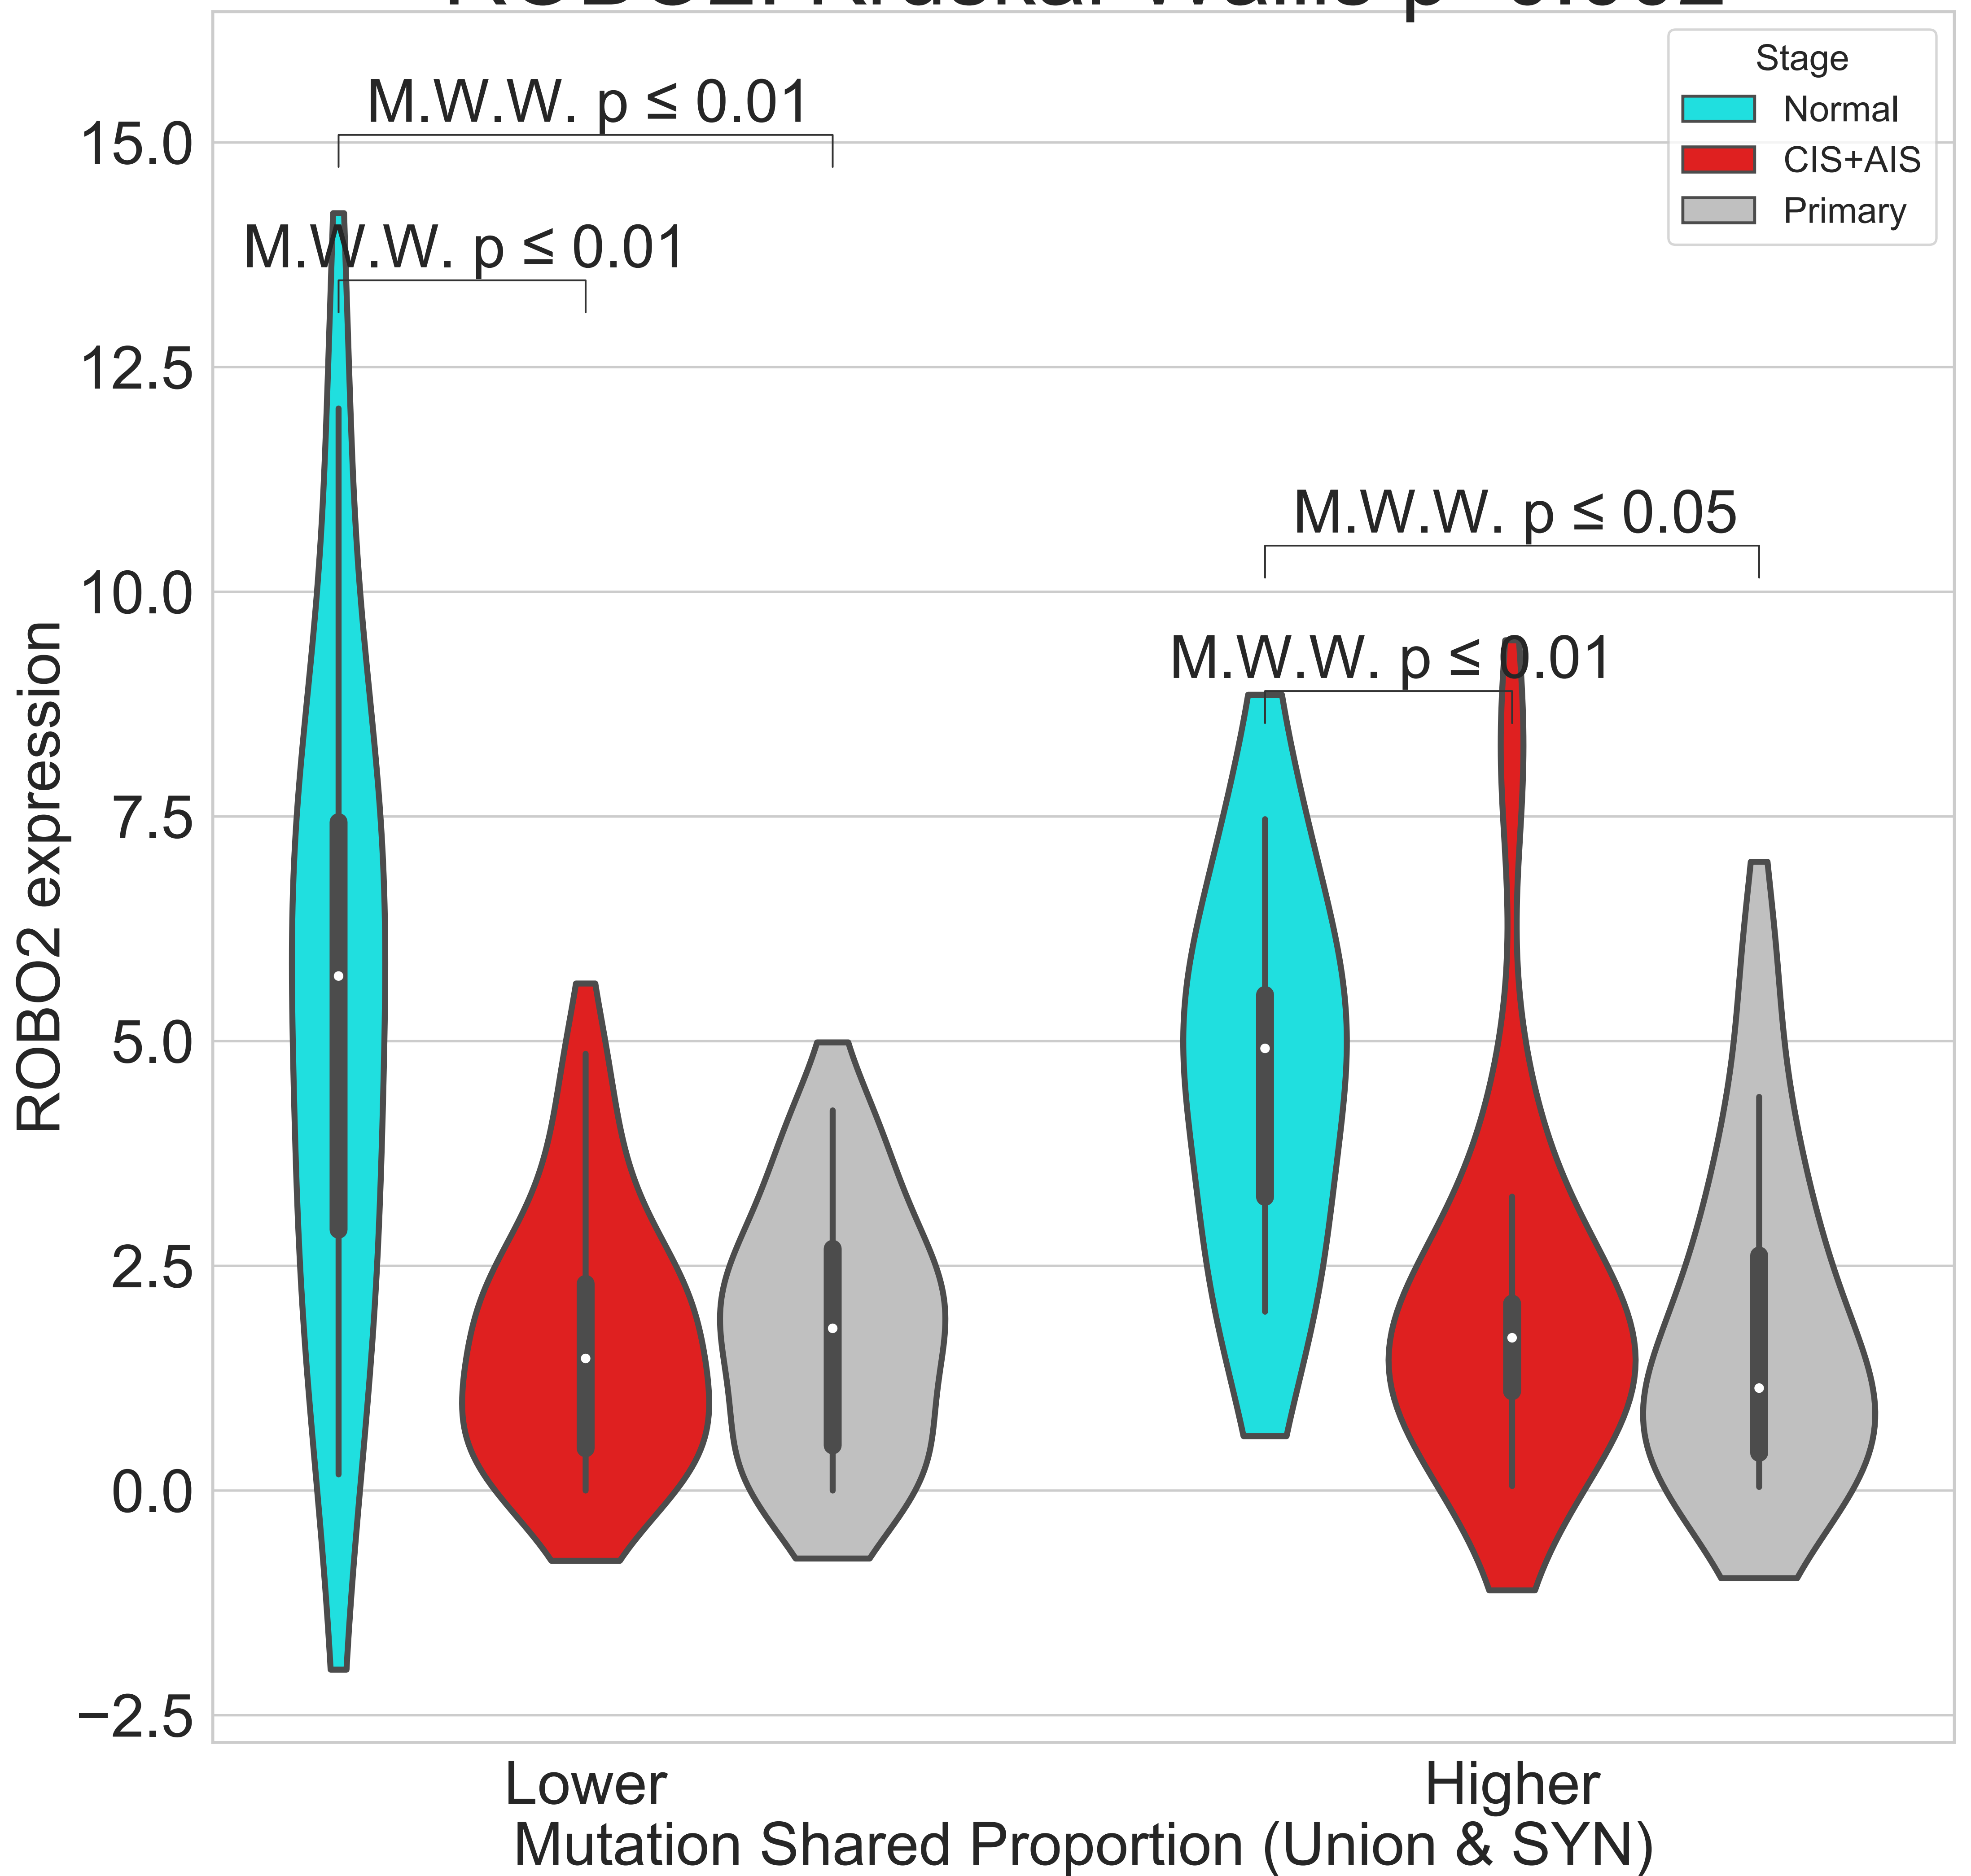 Stage
Normal
CIS+AIS
Primary
M.W.W. p ≤ 0.01
M.W.W. p ≤ 0.01
M.W.W. p ≤ 0.05
M.W.W. p ≤ 0.01
15.0
12.5
10.0
7.5
5.0
2.5
0.0
−2.5
ROBO2 expression
Lower
Higher
Mutation Shared Proportion (Union & SYN)